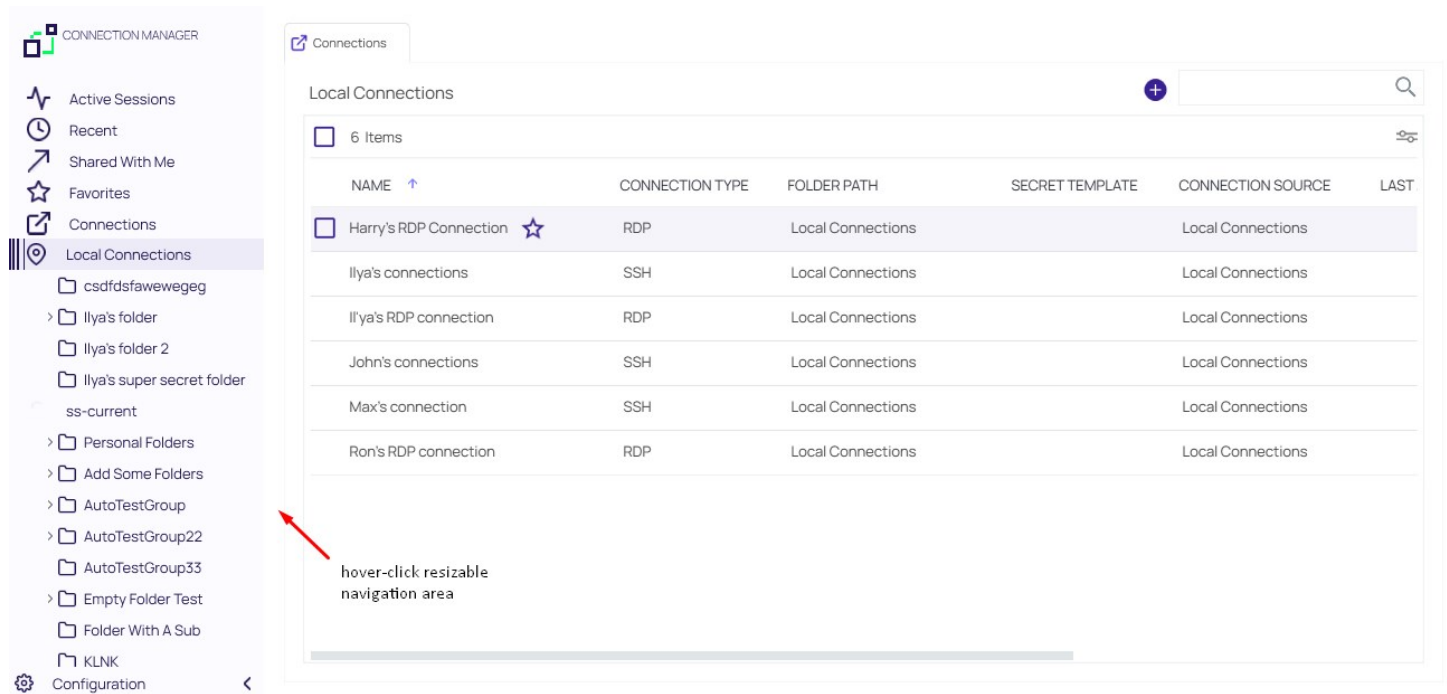 CONNECTION MANAGER
Active Sessions
Recent
Shared With Me
Favorites
Connections
Local Connections
csdfdsfawewegeg
Ilya's folder
Ilya's folder 2
Ilya's super secret folder
ss-current
Personal Folders
Add Some Folders
AutoTestGroup
AutoTestGroup22
AutoTestGroup33
Empty Folder Test
Folder With A Sub
KLNK
Configuration
Connections
Local Connections
6 Items
NAME CONNECTION TYPE FOLDER PATH SECRET TEMPLATE CONNECTION SOURCE LAST
Harry's RDP Connection RDP Local Connections Local Connections
Ilya's connections SSH Local Connections Local Connections
Il'ya's RDP connection RDP Local Connections Local Connections
John's connections SSH Local Connections Local Connections
Max's connection SSH Local Connections Local Connections
Ron's RDP connection RDP Local Connections Local Connections
hover-click resizable
navigation area